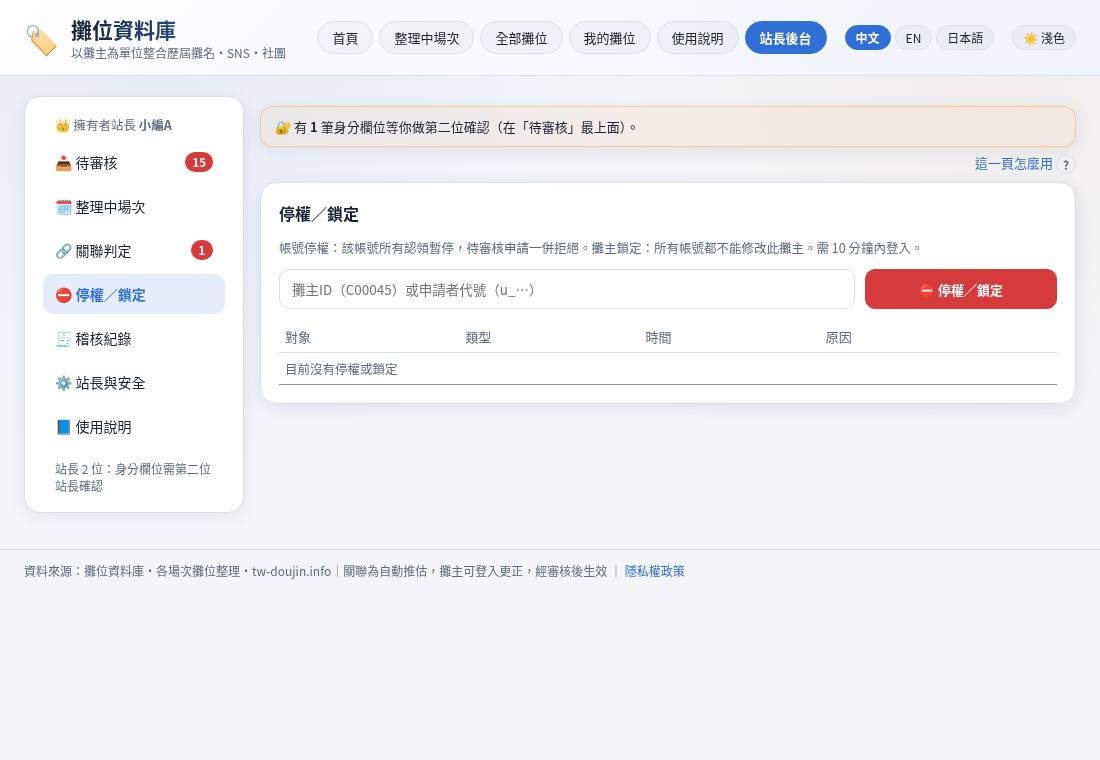 攤位資料庫
以攤主為單位整合歷屆攤名・SNS・社團
首頁
整理中場次
全部攤位
我的攤位
使用說明
站長後台
中文
EN
日本語
☀️ 淺色
👑 擁有者站長 小編A
📥 待審核 15
🗓️ 整理中場次
🔗 關聯判定 1
⛔ 停權／鎖定
🧾 稽核紀錄
⚙️ 站長與安全
📘 使用說明
站長 2 位：身分欄位需第二位
站長確認
🔐 有 1 筆身分欄位等你做第二位確認（在「待審核」最上面）。
這一頁怎麼用 ?
停權／鎖定
帳號停權：該帳號所有認領暫停，待審核申請一併拒絕。攤主鎖定：所有帳號都不能修改此攤主。需 10 分鐘內登入。
攤主ID（C00045）或申請者代號（u_…）
⛔ 停權／鎖定
對象 類型 時間 原因
目前沒有停權或鎖定
資料來源：攤位資料庫・各場次攤位整理・tw-doujin.info｜關聯為自動推估，攤主可登入更正，經審核後生效 ｜ 隱私權政策